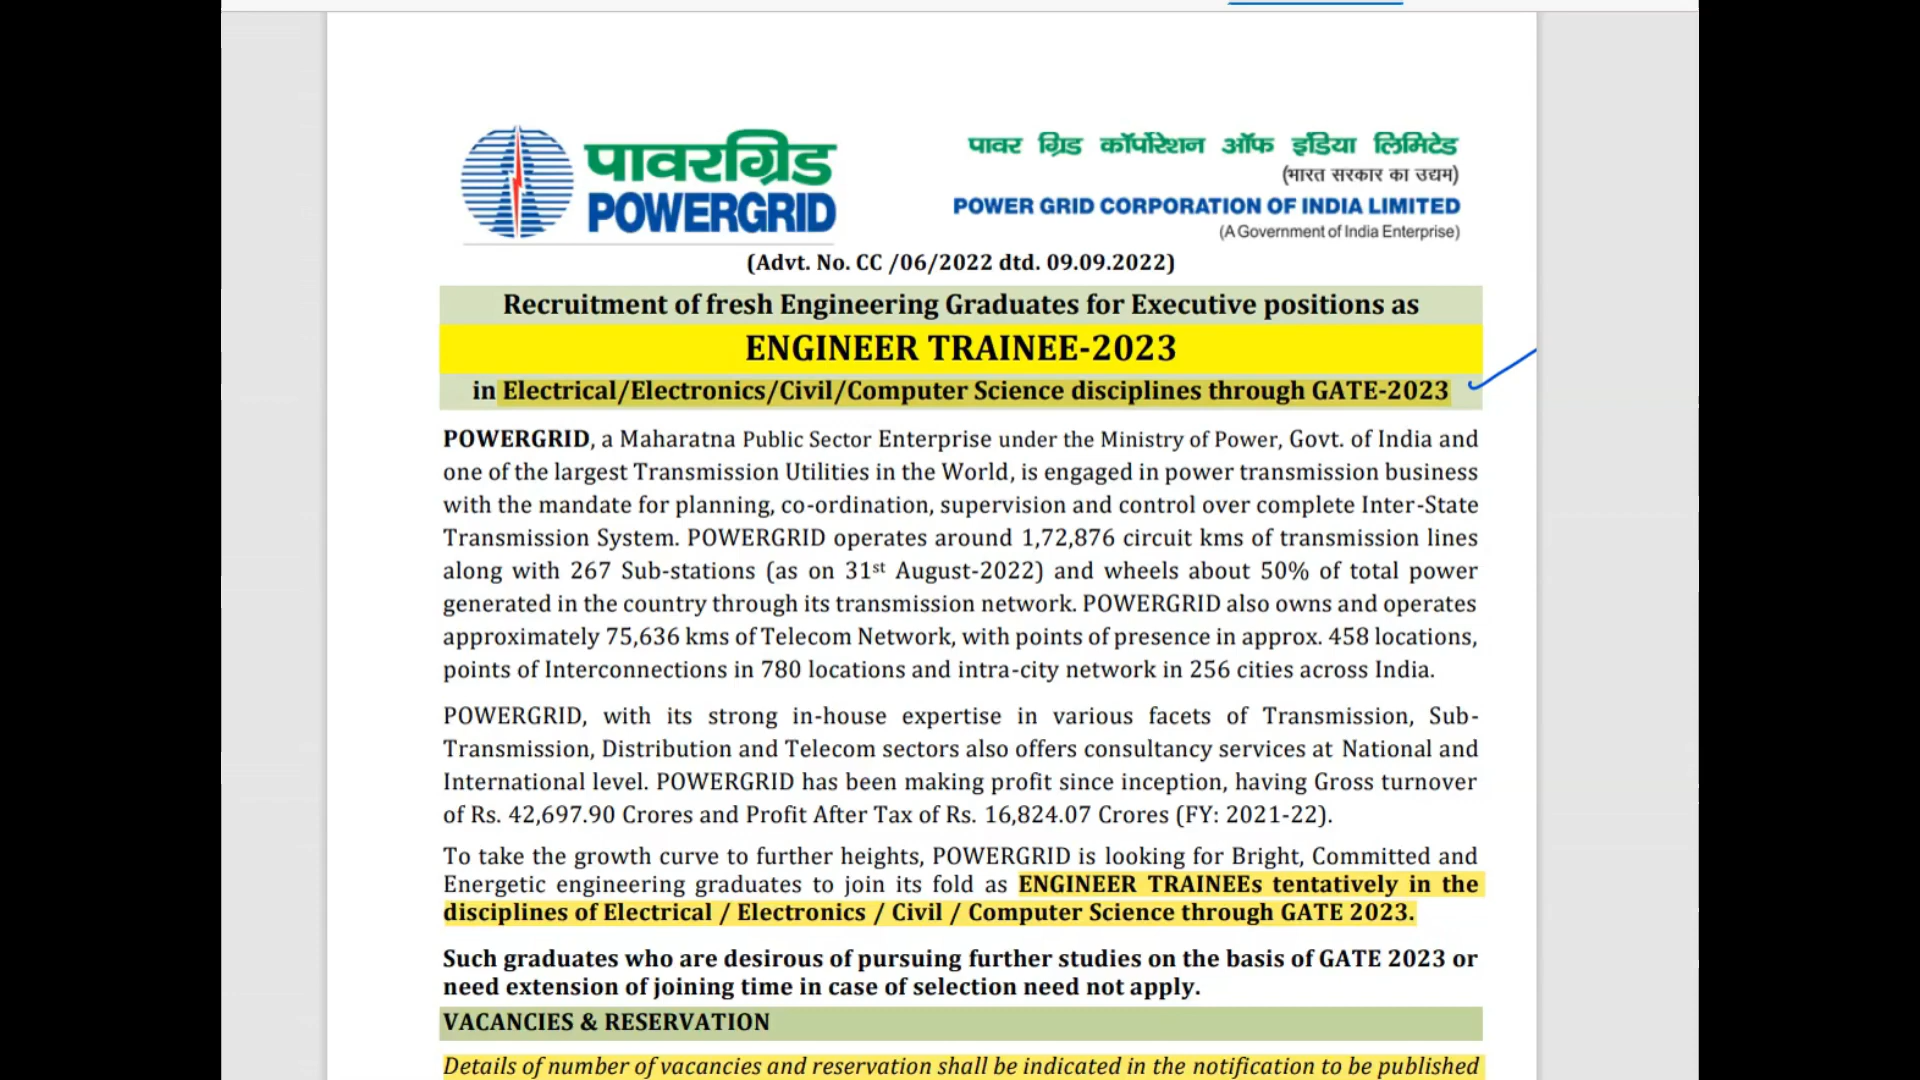 पावरग्रिड
POWERGRID
पावर ग्रिड कॉर्पोरेशन ऑफ इंडिया लिमिटेड
(भारत सरकार का उद्यम)
POWER GRID CORPORATION OF INDIA LIMITED
(A Government of India Enterprise)
(Advt. No. CC /06/2022 dtd. 09.09.2022)
Recruitment of fresh Engineering Graduates for Executive positions as
ENGINEER TRAINEE-2023
in Electrical/Electronics/Civil/Computer Science disciplines through GATE-2023
POWERGRID, a Maharatna Public Sector Enterprise under the Ministry of Power, Govt. of India and
one of the largest Transmission Utilities in the World, is engaged in power transmission business
with the mandate for planning, co-ordination, supervision and control over complete Inter-State
Transmission System. POWERGRID operates around 1,72,876 circuit kms of transmission lines
along with 267 Sub-stations (as on 31st August-2022) and wheels about 50% of total power
generated in the country through its transmission network. POWERGRID also owns and operates
approximately 75,636 kms of Telecom Network, with points of presence in approx. 458 locations,
points of Interconnections in 780 locations and intra-city network in 256 cities across India.
POWERGRID, with its strong in-house expertise in various facets of Transmission, Sub-
Transmission, Distribution and Telecom sectors also offers consultancy services at National and
International level. POWERGRID has been making profit since inception, having Gross turnover
of Rs. 42,697.90 Crores and Profit After Tax of Rs. 16,824.07 Crores (FY: 2021-22).
To take the growth curve to further heights, POWERGRID is looking for Bright, Committed and
Energetic engineering graduates to join its fold as ENGINEER TRAINEEs tentatively in the
disciplines of Electrical / Electronics / Civil / Computer Science through GATE 2023.
Such graduates who are desirous of pursuing further studies on the basis of GATE 2023 or
need extension of joining time in case of selection need not apply.
VACANCIES & RESERVATION
Details of number of vacancies and reservation shall be indicated in the notification to be published